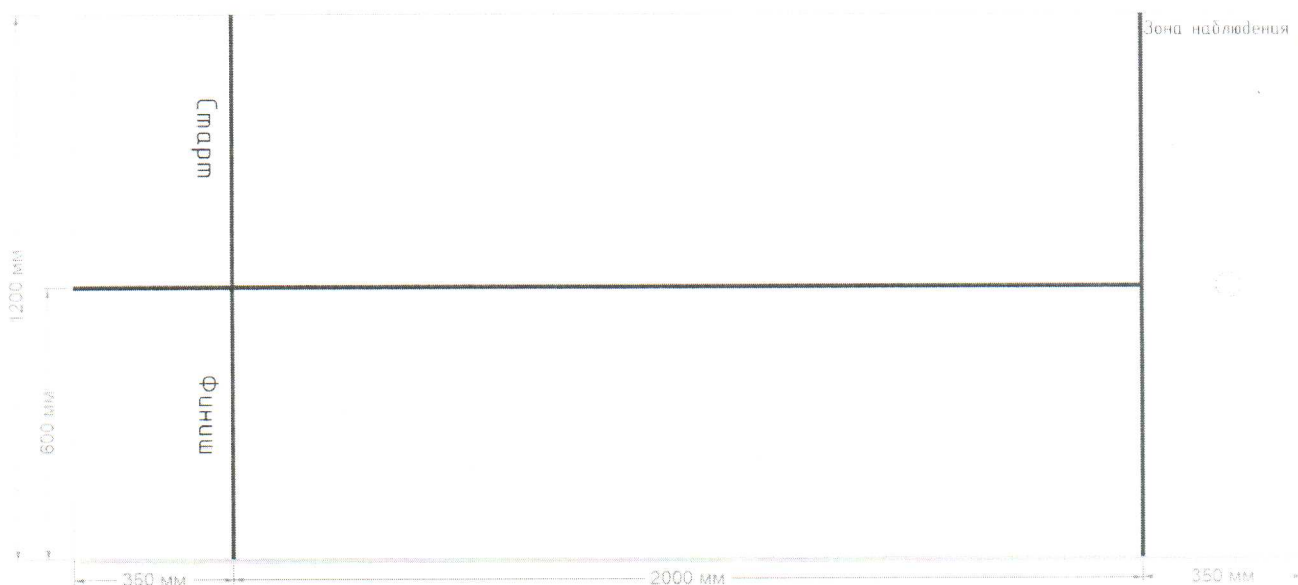 Зона наблюдения
Старт
1200 мм
600 мм
Финиш
350 мм
2000 мм
350 мм